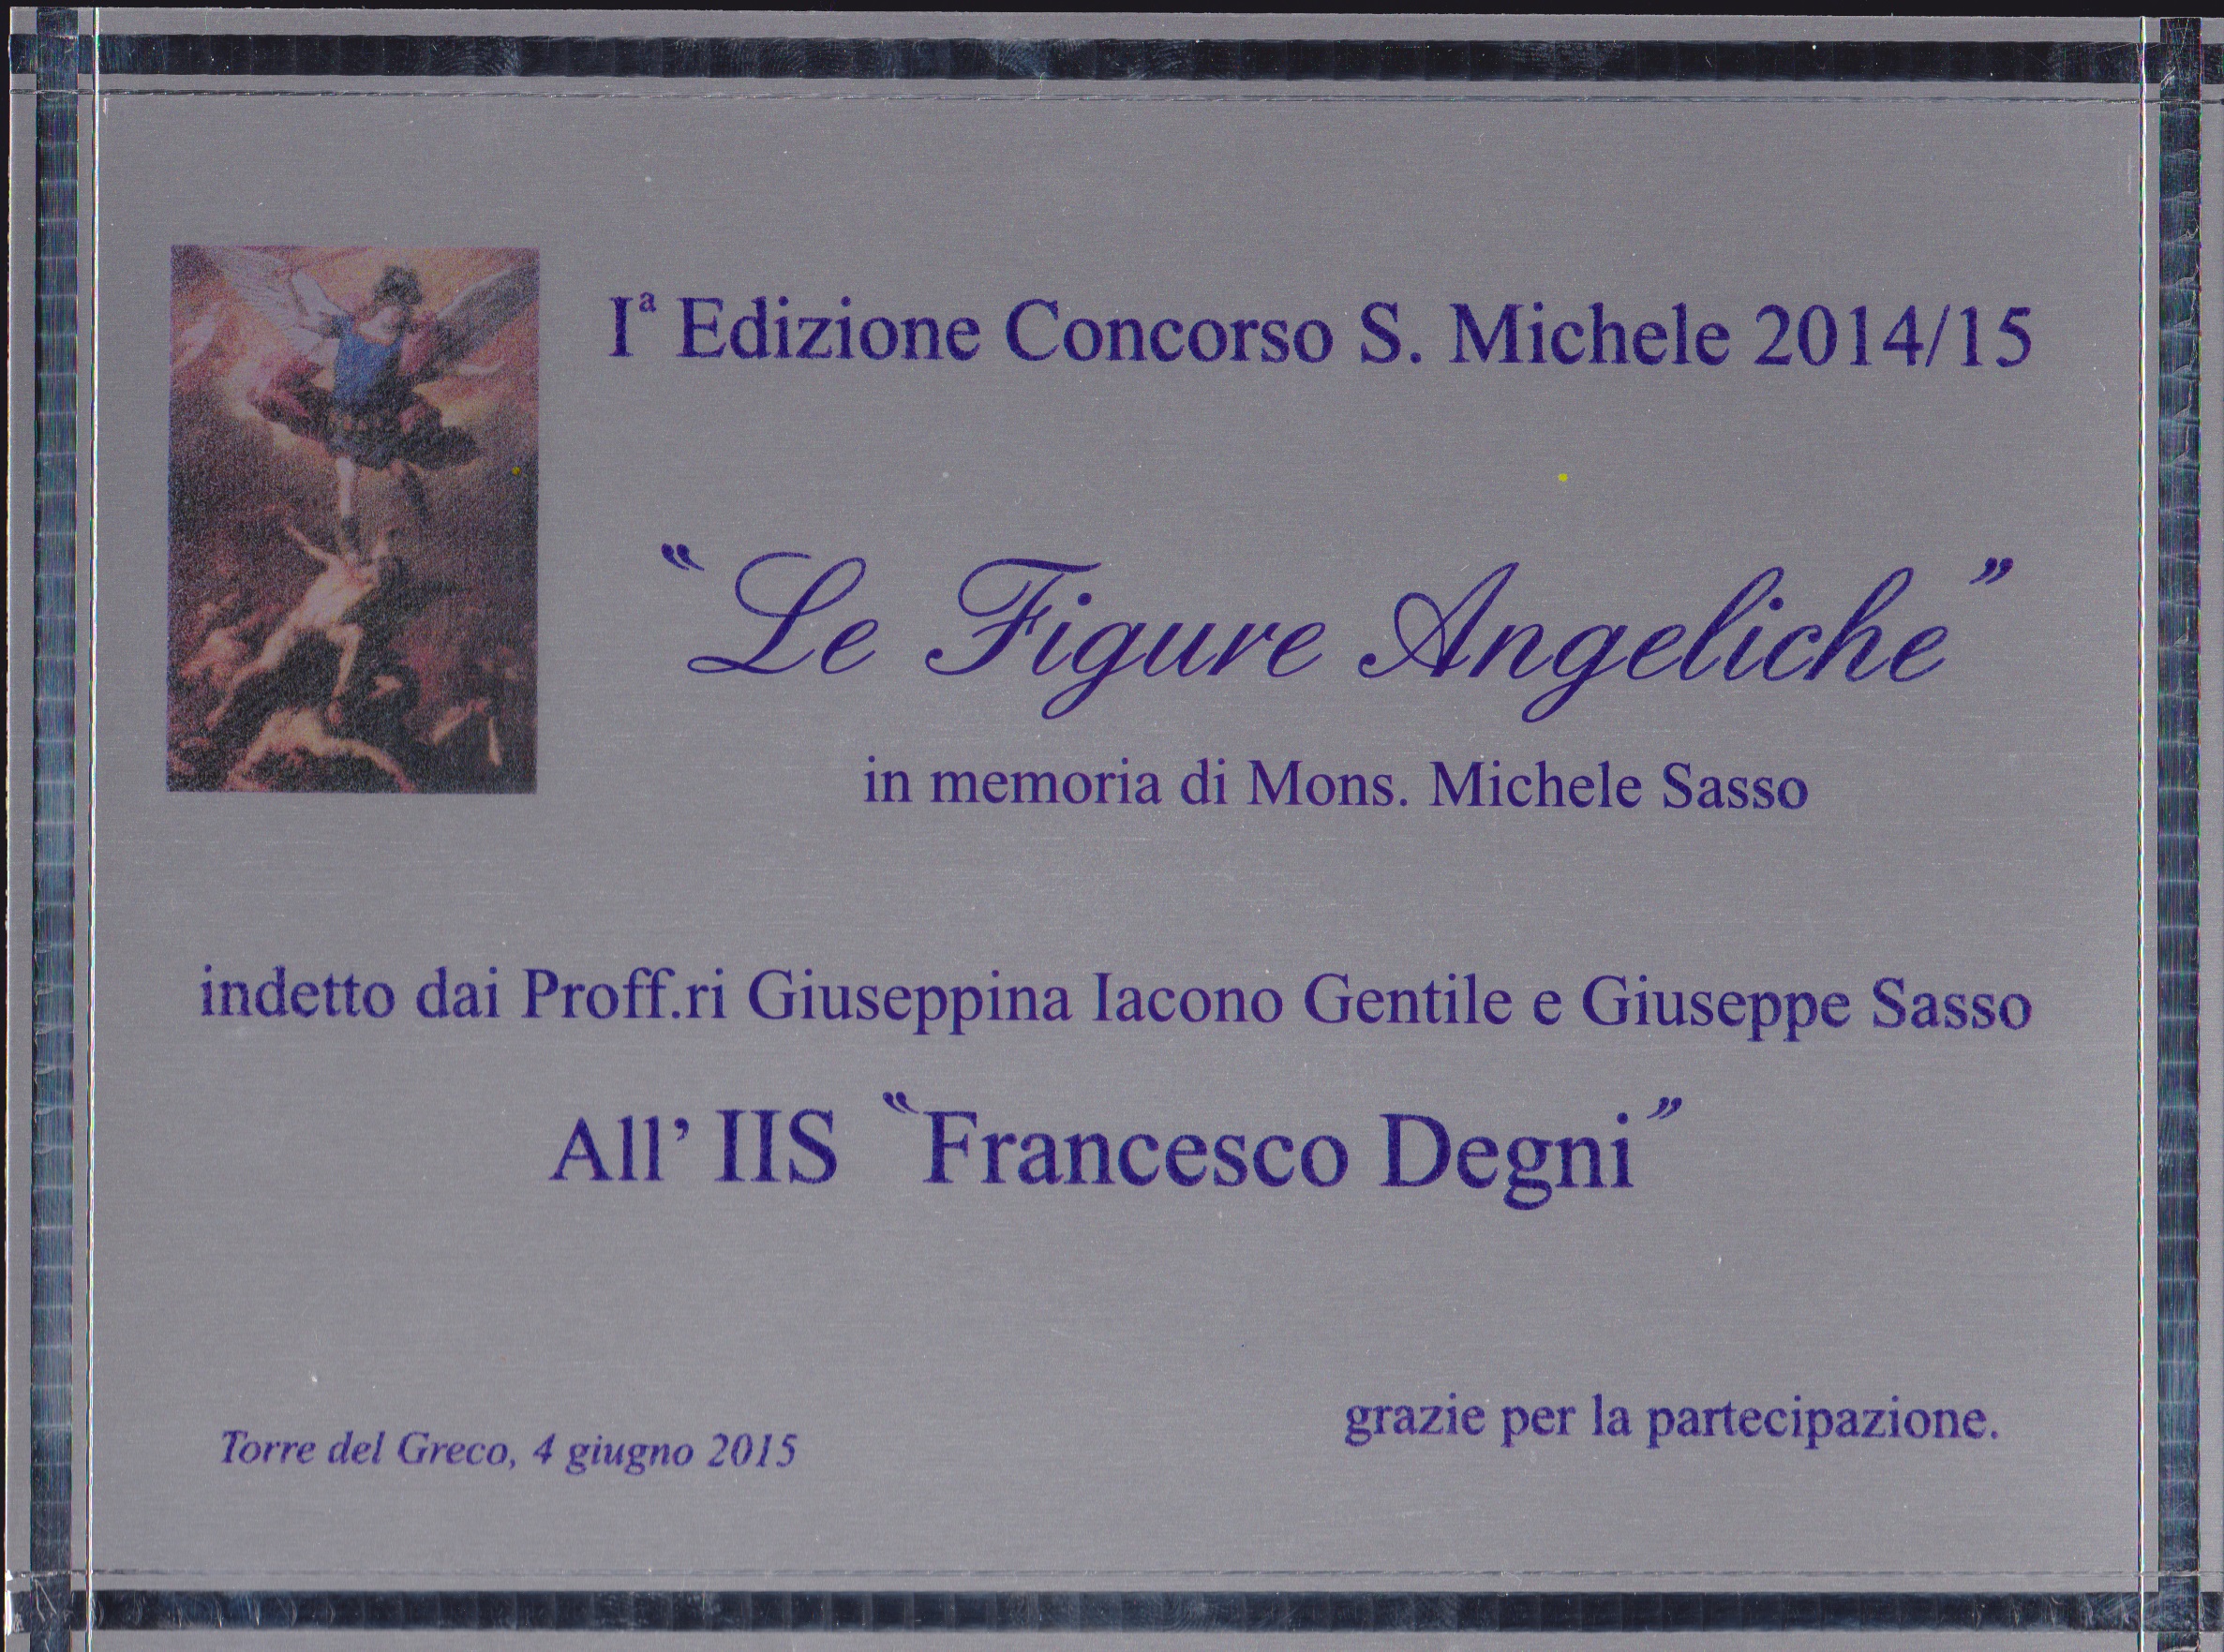 Iª Edizione Concorso S. Michele 2014/15
“Le Figure Angeliche”
in memoria di Mons. Michele Sasso
indetto dai Proff.ri Giuseppina Iacono Gentile e Giuseppe Sasso
All’ IIS “Francesco Degni”
grazie per la partecipazione.
Torre del Greco, 4 giugno 2015